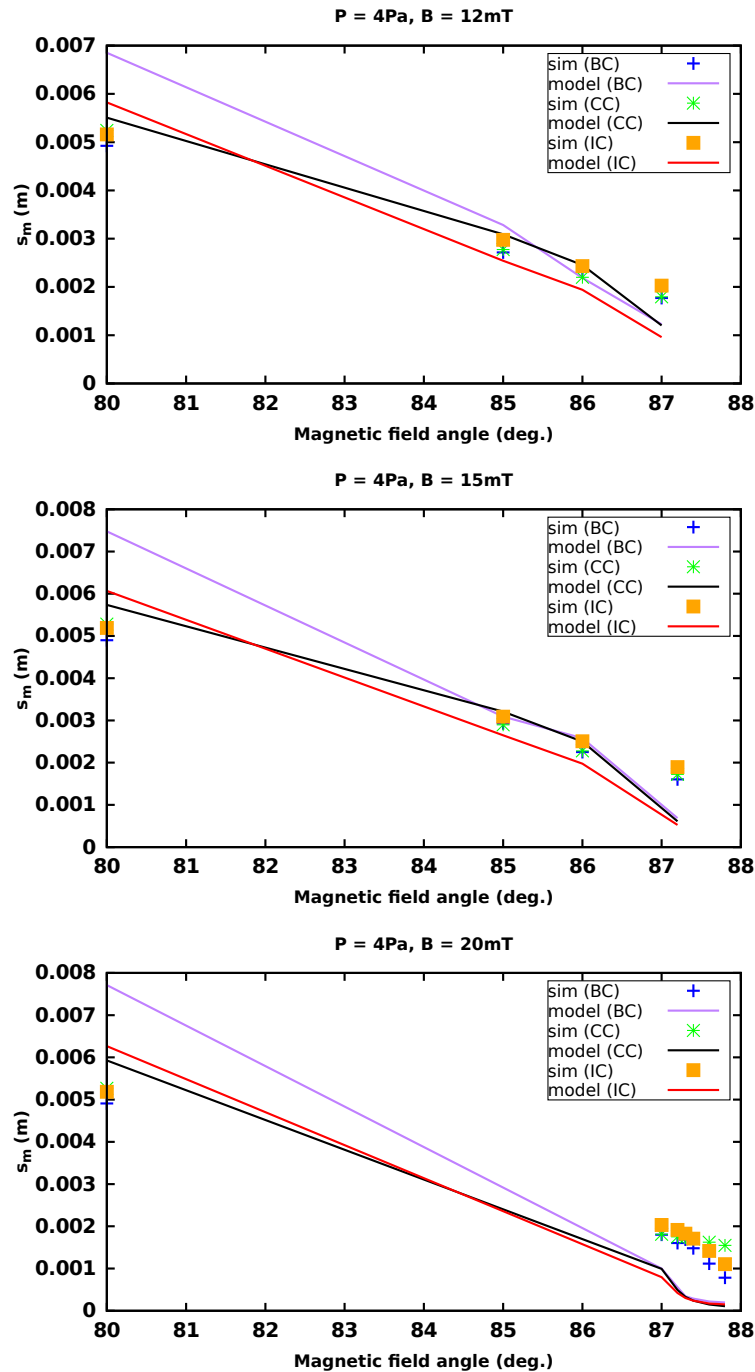 P = 4Pa, B = 12mT
0.007
0.006
0.005
0.004
0.003
0.002
0.001
0
s_m (m)
sim (BC)
model (BC)
sim (CC)
model (CC)
sim (IC)
model (IC)
80 81 82 83 84 85 86 87 88
Magnetic field angle (deg.)
P = 4Pa, B = 15mT
0.008
0.007
0.006
0.005
0.004
0.003
0.002
0.001
0
s_m (m)
sim (BC)
model (BC)
sim (CC)
model (CC)
sim (IC)
model (IC)
80 81 82 83 84 85 86 87 88
Magnetic field angle (deg.)
P = 4Pa, B = 20mT
0.008
0.007
0.006
0.005
0.004
0.003
0.002
0.001
0
s_m (m)
sim (BC)
model (BC)
sim (CC)
model (CC)
sim (IC)
model (IC)
80 81 82 83 84 85 86 87 88
Magnetic field angle (deg.)